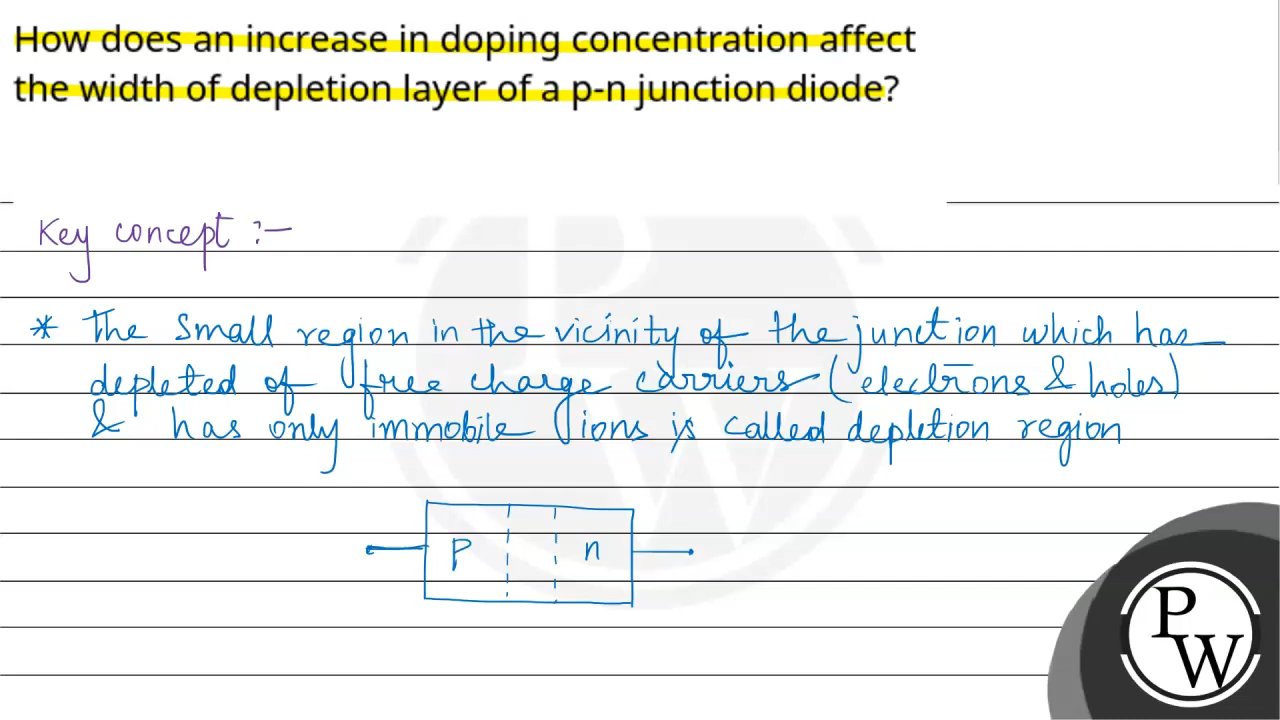 How does an increase in doping concentration affect
the width of depletion layer of a p-n junction diode?
Key concept :-
* The small region in the vicinity of the junction which has
depleted of free charge carriers (electrons & holes)
& has only immobile ions is called depletion region
P n
P
W